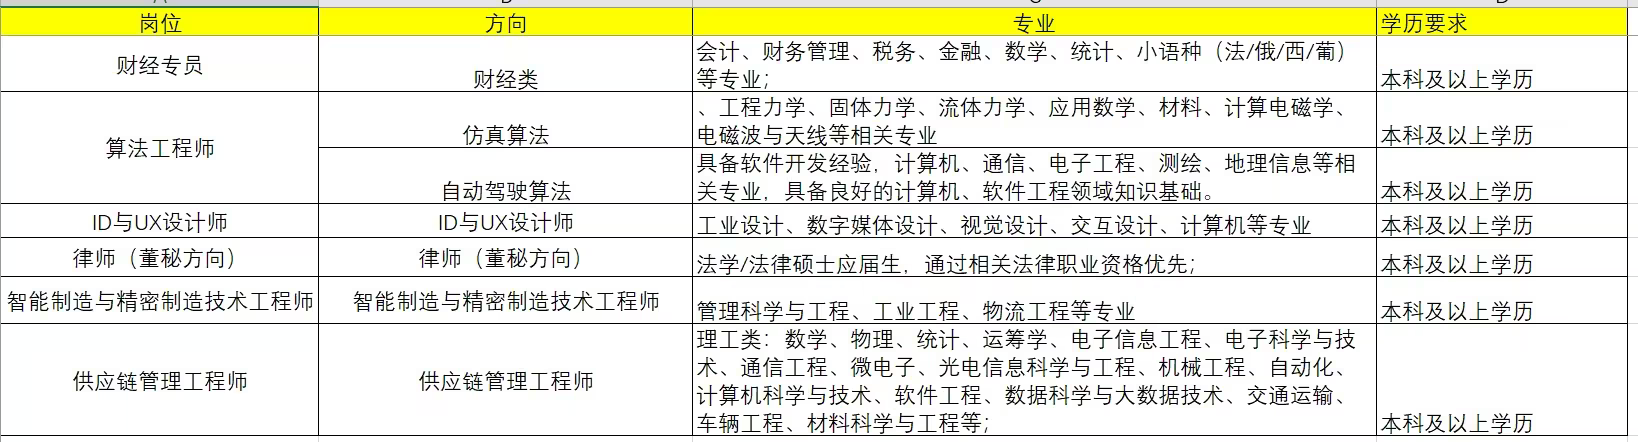 岗位 方向 专业 学历要求
财经专员 财经类 会计、财务管理、税务、金融、数学、统计、小语种（法/俄/西/葡）
等专业； 本科及以上学历
算法工程师 仿真算法 、工程力学、固体力学、流体力学、应用数学、材料、计算电磁学、
电磁波与天线等相关专业 本科及以上学历
自动驾驶算法 具备软件开发经验，计算机、通信、电子工程、测绘、地理信息等相
关专业，具备良好的计算机、软件工程领域知识基础。 本科及以上学历
ID与UX设计师 ID与UX设计师 工业设计、数字媒体设计、视觉设计、交互设计、计算机等专业 本科及以上学历
律师（董秘方向） 律师（董秘方向） 法学/法律硕士应届生，通过相关法律职业资格优先； 本科及以上学历
智能制造与精密制造技术工程师 智能制造与精密制造技术工程师 管理科学与工程、工业工程、物流工程等专业 本科及以上学历
供应链管理工程师 供应链管理工程师 理工类：数学、物理、统计、运筹学、电子信息工程、电子科学与技
术、通信工程、微电子、光电信息科学与工程、机械工程、自动化、
计算机科学与技术、软件工程、数据科学与大数据技术、交通运输、
车辆工程、材料科学与工程等； 本科及以上学历